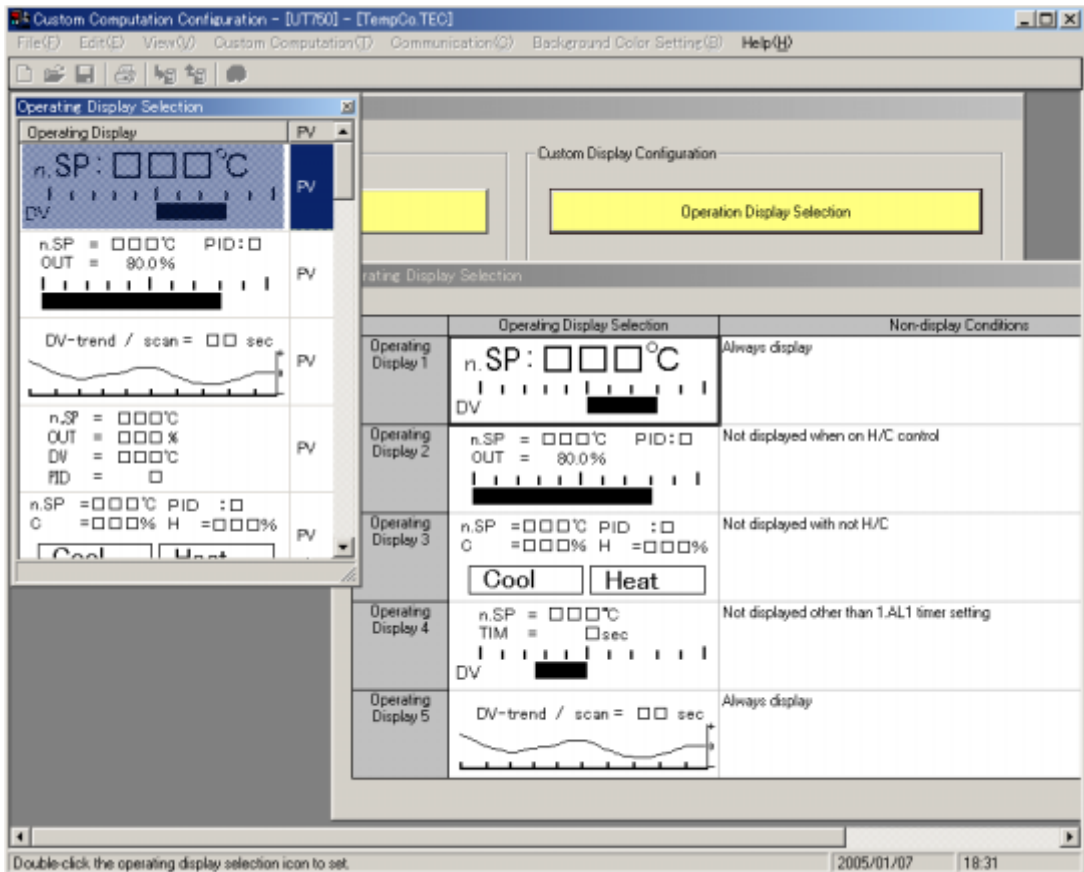 Custom Computation Configuration - [UT750] - [TempCo.TEC]
File(F) Edit(E) View(V) Custom Computation(T) Communication(C) Background Color Setting(B) Help(H)
Operating Display Selection
Operating Display PV
n.SP: □□□°C
DV
PV
n.SP = □□□℃ PID:□
OUT = 80.0%
PV
DV-trend / scan = □□ sec
PV
n.SP = □□□℃
OUT = □□□ %
DV = □□□℃
PID = □
PV
n.SP =□□□℃ PID :□
C =□□□% H =□□□%
PV
Cool Heat
Custom Display Configuration
Operation Display Selection
rating Display Selection
Operating Display Selection Non-display Conditions
Operating
Display 1
n.SP: □□□°C
DV
Always display
Operating
Display 2
n.SP = □□□℃ PID:□
OUT = 80.0%
Not displayed when on H/C control
Operating
Display 3
n.SP =□□□℃ PID :□
C =□□□% H =□□□%
Cool Heat
Not displayed with not H/C
Operating
Display 4
n.SP = □□□℃
TIM = □sec
DV
Not displayed other than 1.AL1 timer setting
Operating
Display 5
DV-trend / scan = □□ sec
Always display
Double-click the operating display selection icon to set. 2005/01/07 18:31